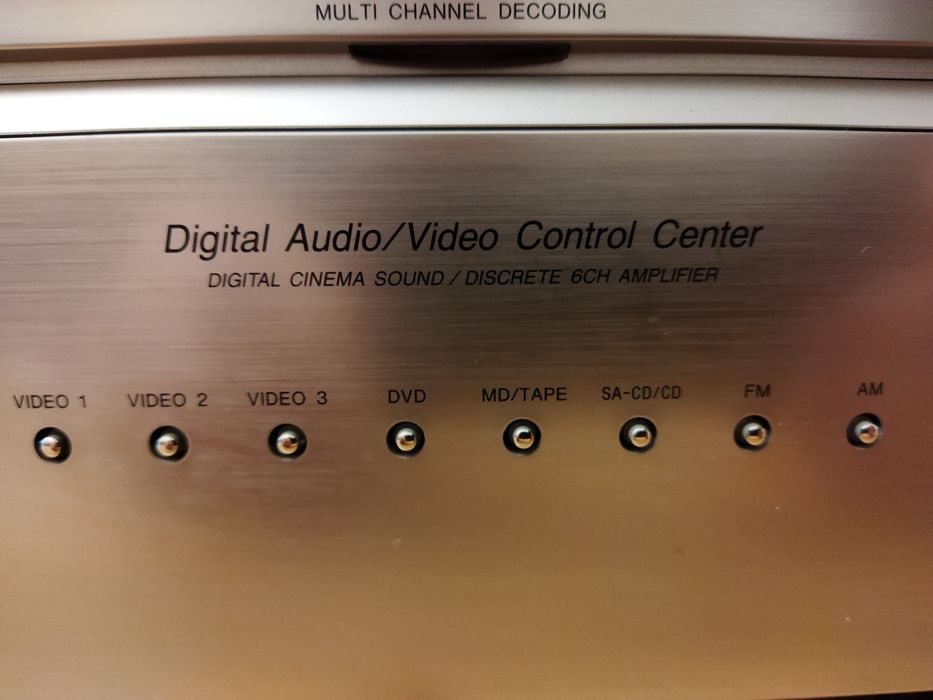 MULTI CHANNEL DECODING
Digital Audio/Video Control Center
DIGITAL CINEMA SOUND / DISCRETE 6CH AMPLIFIER
VIDEO 1 VIDEO 2 VIDEO 3 DVD MD/TAPE SA-CD/CD FM AM